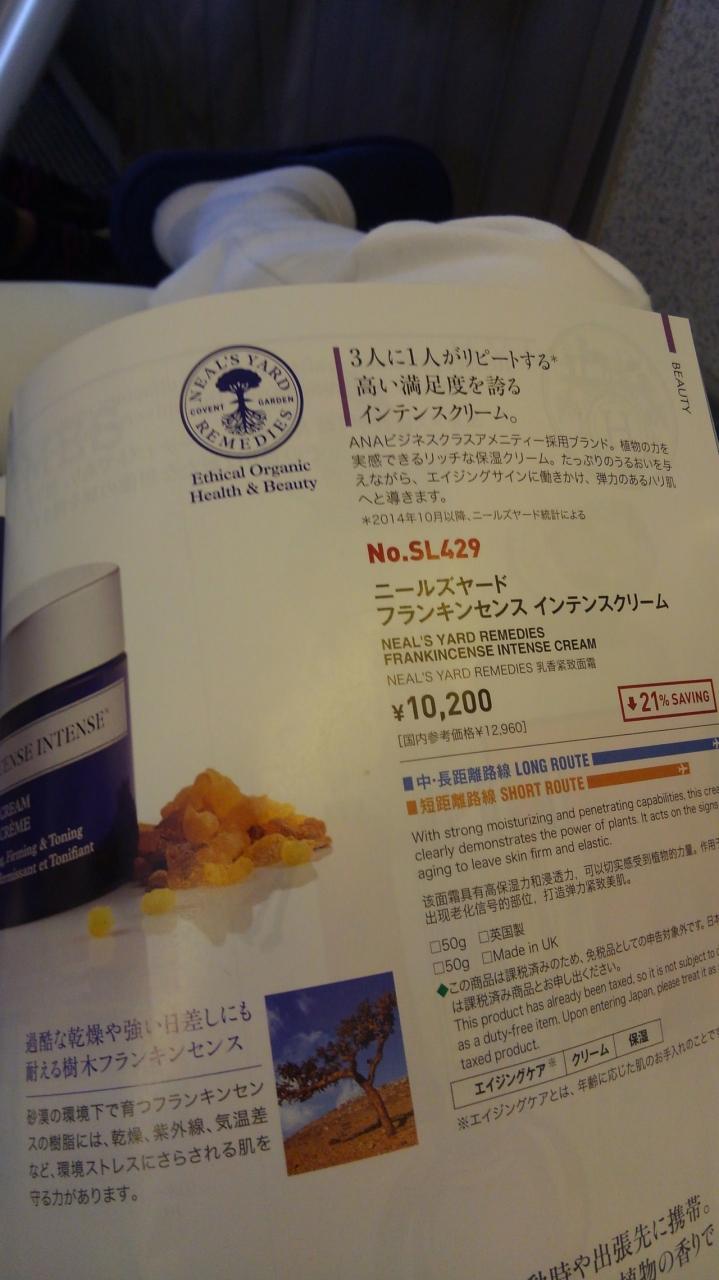 NEAL'S YARD
COVENT GARDEN
REMEDIES
Ethical Organic
Health & Beauty
3人に1人がリピートする*
高い満足度を誇る
インテンスクリーム。
BEAUTY
ANAビジネスクラスアメニティー採用ブランド。植物の力を
実感できるリッチな保湿クリーム。たっぷりのうるおいを与
えながら、エイジングサインに働きかけ、弾力のあるハリ肌
へと導きます。
*2014年10月以降、ニールズヤード統計による
No.SL429
ニールズヤード
フランキンセンス インテンスクリーム
NEAL'S YARD REMEDIES
FRANKINCENSE INTENSE CREAM
NEAL'S YARD REMEDIES 乳香紧致面霜
¥10,200
21% SAVING
[国内参考価格¥12,960]
■中・長距離路線 LONG ROUTE
■短距離路線 SHORT ROUTE
With strong moisturizing and penetrating capabilities, this
clearly demonstrates the power of plants. It acts on the signs
aging to leave skin firm and elastic.
该面霜具有高保湿力和浸透力，可以切实感受到植物的力量。作用
出现老化信号的部位，打造弹力紧致美肌。
□50g □英国製
□50g □Made in UK
◆この商品は課税済みのため、免税品としての申告対象外です。日本
は課税済み商品とお申し出ください。
This product has already been taxed, so it is not subject to
as a duty-free item. Upon entering Japan, please treat it as
taxed product.
エイジングケア※ クリーム 保湿
※エイジングケアとは、年齢に応じた肌のお手入れのことで
ENSE INTENSE
CREAM
CRÈME
Firming & Toning
et Tonifiant
過酷な乾燥や強い日差しにも
耐える樹木フランキンセンス
砂漠の環境下で育つフランキンセン
スの樹脂には、乾燥、紫外線、気温差
など、環境ストレスにさらされる肌を
守る力があります。
時や出張先に携帯。
植物の香りで